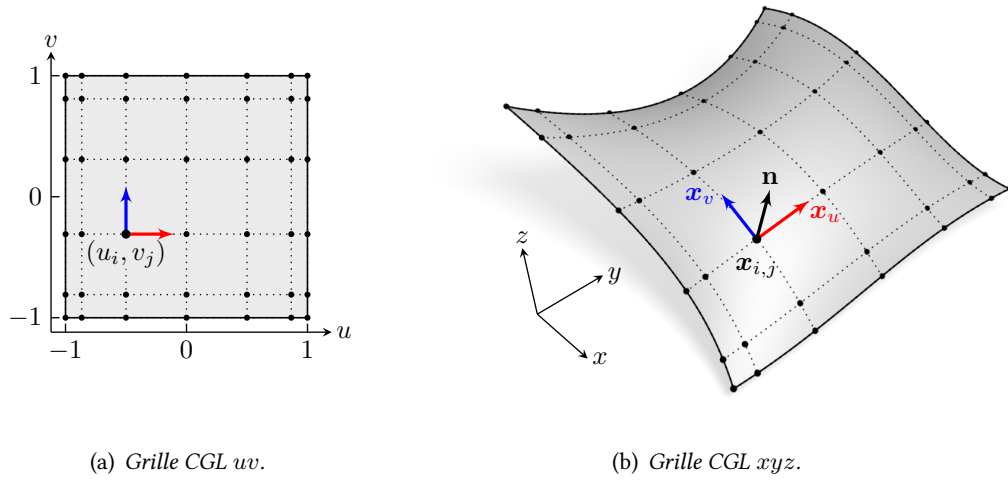 v
1
0
−1
(u_i, v_j)
−1
0
1
u
x_v
n
x_u
x_{i,j}
z
y
x
(a) Grille CGL uv.
(b) Grille CGL xyz.